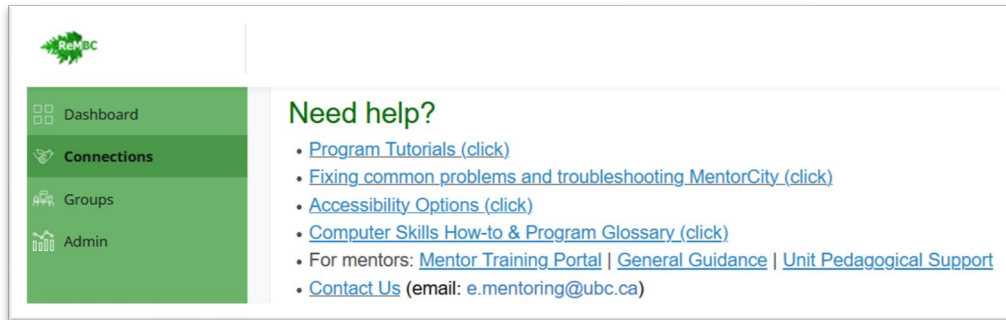 ReMBC
Dashboard
Connections
Groups
Admin
Need help?
• Program Tutorials (click)
• Fixing common problems and troubleshooting MentorCity (click)
• Accessibility Options (click)
• Computer Skills How-to & Program Glossary (click)
• For mentors: Mentor Training Portal | General Guidance | Unit Pedagogical Support
• Contact Us (email: e.mentoring@ubc.ca)